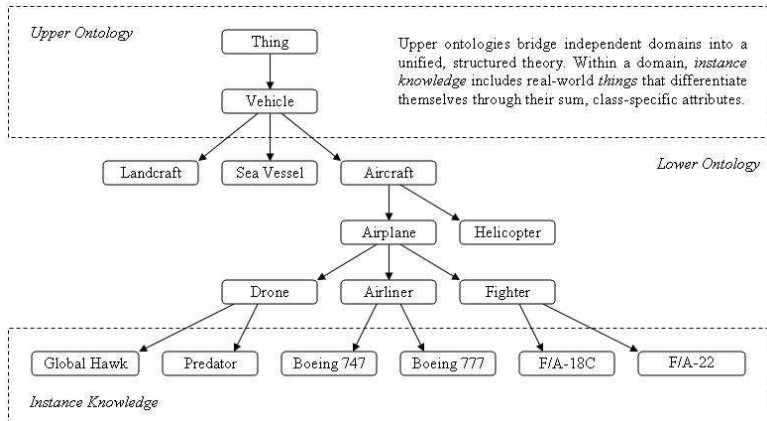 Upper Ontology
Thing
Upper ontologies bridge independent domains into a
unified, structured theory. Within a domain, instance
knowledge includes real-world things that differentiate
themselves through their sum, class-specific attributes.
Vehicle
Landcraft
Sea Vessel
Aircraft
Lower Ontology
Airplane
Helicopter
Drone
Airliner
Fighter
Global Hawk
Predator
Boeing 747
Boeing 777
F/A-18C
F/A-22
Instance Knowledge